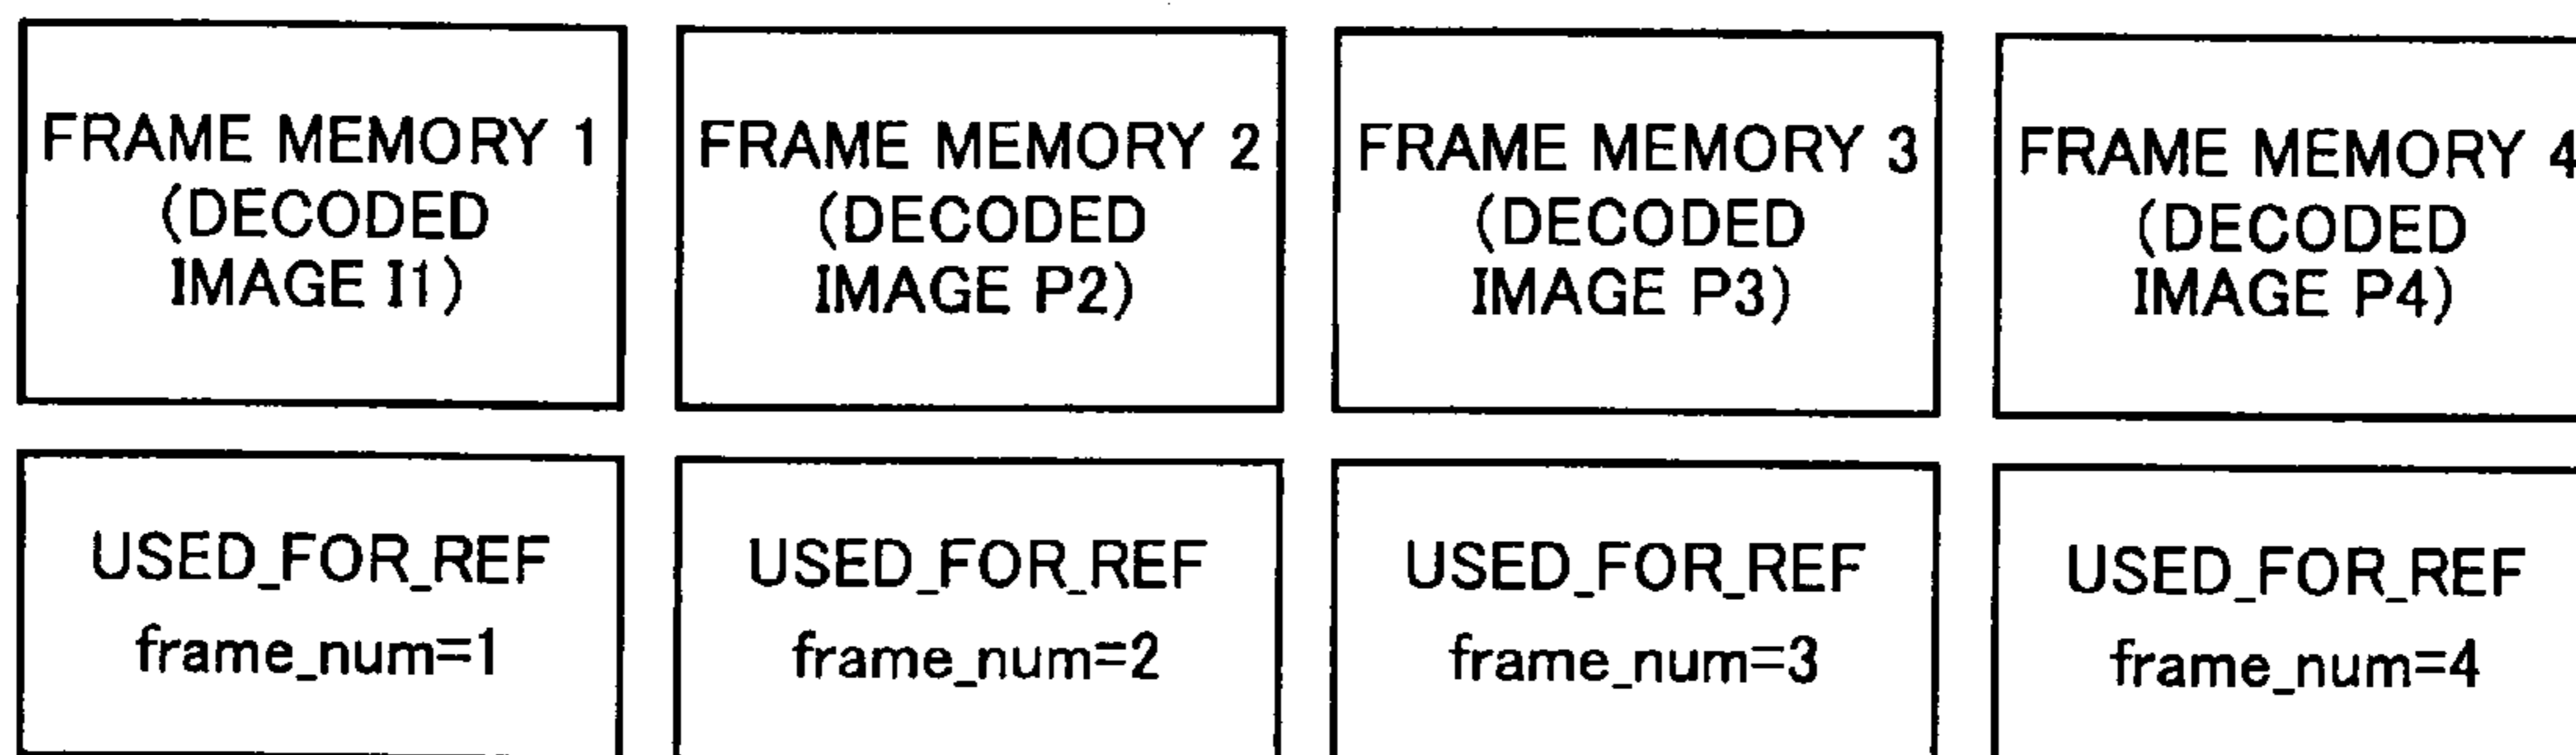 FRAME MEMORY 1
(DECODED
IMAGE I1)
FRAME MEMORY 2
(DECODED
IMAGE P2)
FRAME MEMORY 3
(DECODED
IMAGE P3)
FRAME MEMORY 4
(DECODED
IMAGE P4)
USED_FOR_REF
frame_num=1
USED_FOR_REF
frame_num=2
USED_FOR_REF
frame_num=3
USED_FOR_REF
frame_num=4